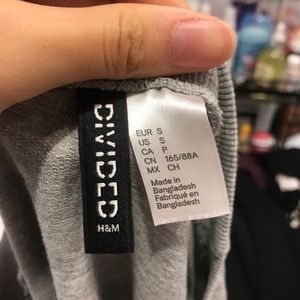 DIVIDED
H&M
EUR S
US S
CA P
CN 165/88A
MX CH
Made in
Bangladesh
Fabriqué en
Bangladesh